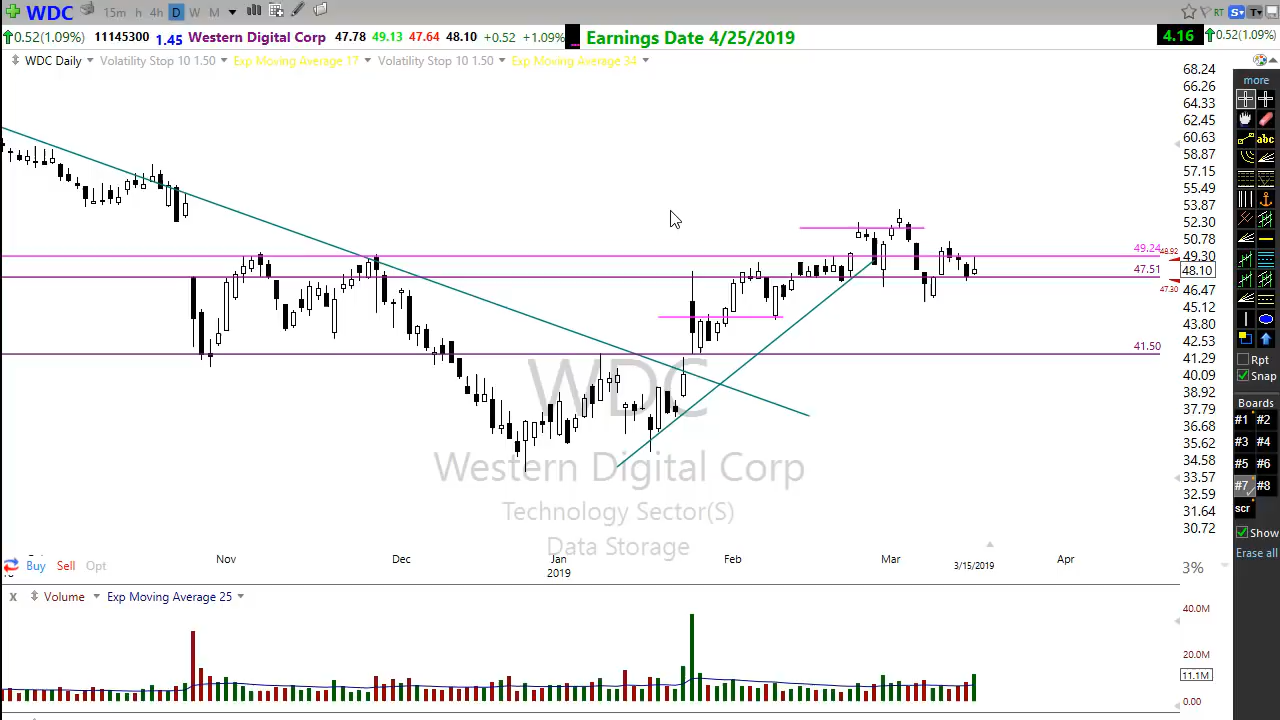 WDC 15m h 4h D W M RT S T
0.52(1.09%) 11145300 1.45 Western Digital Corp 47.78 49.13 47.64 48.10 +0.52 +1.09% Earnings Date 4/25/2019 4.16 0.52(1.09%)
WDC Daily Volatility Stop 10 1.50 Exp Moving Average 17 Volatility Stop 10 1.50 Exp Moving Average 34
68.24
66.26
64.33
62.45
60.63
58.87
57.15
55.49
53.87
52.30
50.78
49.24 48.92
49.30
47.51 48.10
47.30
46.47
45.12
43.80
42.53
41.50
41.29
40.09
38.92
37.79
36.68
35.62
34.58
33.57
32.59
31.64
30.72
WDC
Western Digital Corp
Technology Sector(S)
Data Storage
Nov Dec Jan Feb Mar Apr
2019 3/15/2019
Buy Sell Opt 3%
X Volume Exp Moving Average 25
40.0M
20.0M
11.1M
0.00
more
abc
Rpt
Snap
Boards
#1 #2
#3 #4
#5 #6
#7 #8
scr
Show
Erase all